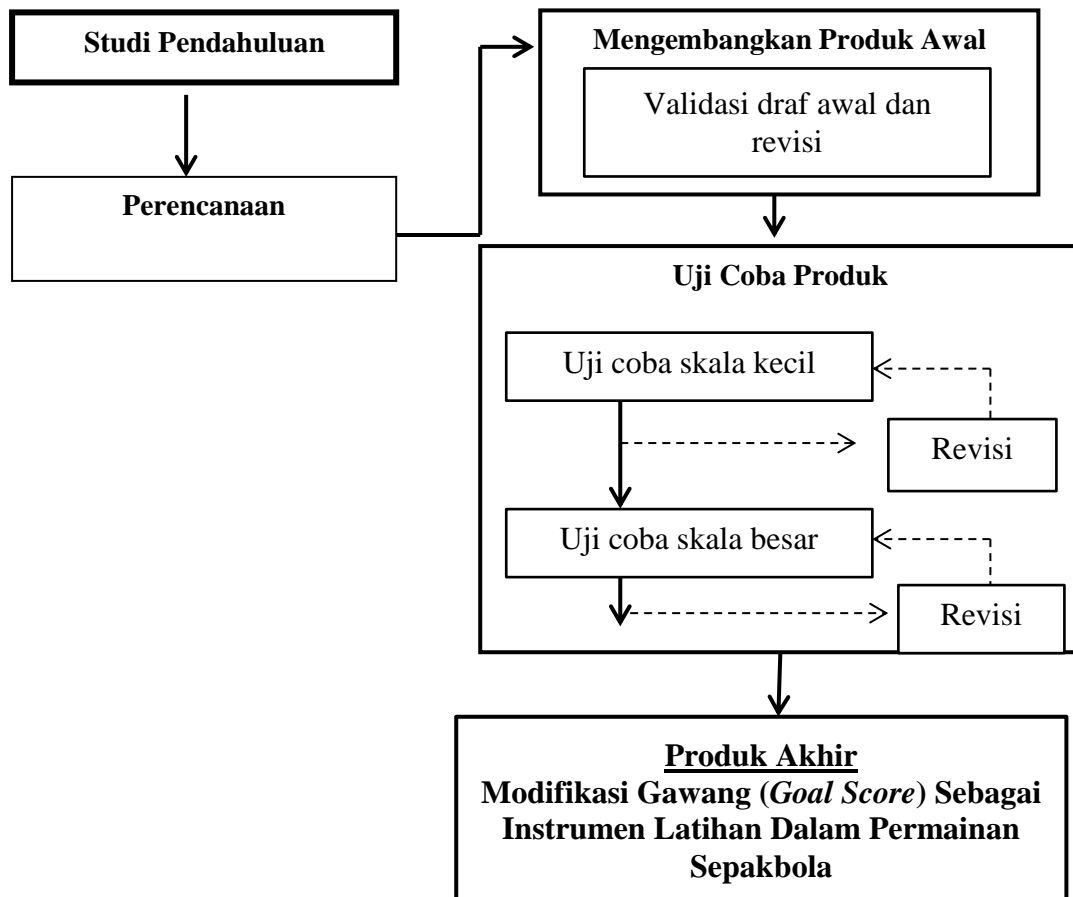 Studi Pendahuluan
Perencanaan
Mengembangkan Produk Awal
Validasi draf awal dan
revisi
Uji Coba Produk
Uji coba skala kecil
Revisi
Uji coba skala besar
Revisi
Produk Akhir
Modifikasi Gawang (Goal Score) Sebagai
Instrumen Latihan Dalam Permainan
Sepakbola